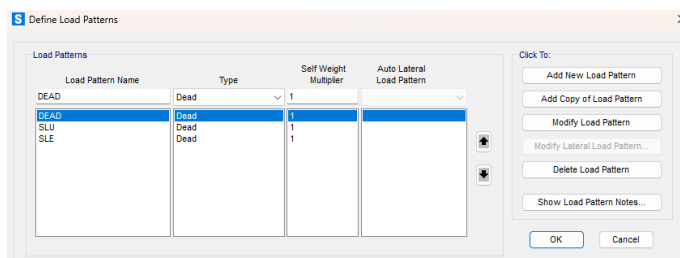 S Define Load Patterns
Load Patterns
Click To:
Load Pattern Name Type Self Weight Multiplier Auto Lateral Load Pattern
DEAD Dead 1
DEAD Dead 1
SLU Dead 1
SLE Dead 1
Add New Load Pattern
Add Copy of Load Pattern
Modify Load Pattern
Modify Lateral Load Pattern...
Delete Load Pattern
Show Load Pattern Notes...
OK Cancel